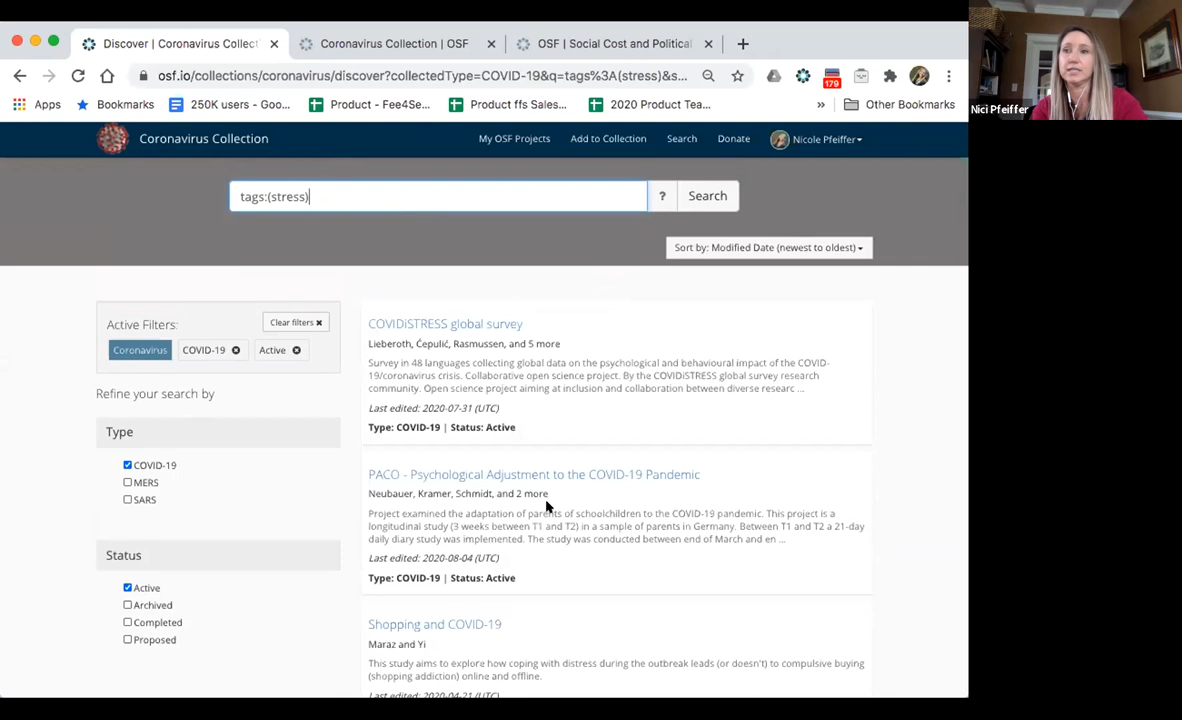 Discover | Coronavirus Collect
Coronavirus Collection | OSF
OSF | Social Cost and Political
osf.io/collections/coronavirus/discover?collectedType=COVID-19&q=tags%3A(stress)&s...
179
Apps
Bookmarks
250K users - Goo...
Product - Fee4Se...
Product ffs Sales...
2020 Product Tea...
»
Other Bookmarks
Nici Pfeiffer
Coronavirus Collection
My OSF Projects
Add to Collection
Search
Donate
Nicole Pfeiffer
tags:(stress)
?
Search
Sort by: Modified Date (newest to oldest)
Active Filters:
Clear filters ×
Coronavirus
COVID-19
Active
Refine your search by
Type
COVID-19
MERS
SARS
Status
Active
Archived
Completed
Proposed
COVIDiSTRESS global survey
Lieberoth, Ćepulić, Rasmussen, and 5 more
Survey in 48 languages collecting global data on the psychological and behavioural impact of the COVID-
19/coronavirus crisis. Collaborative open science project. By the COVIDiSTRESS global survey research
community. Open science project aiming at inclusion and collaboration between diverse researc ...
Last edited: 2020-07-31 (UTC)
Type: COVID-19 | Status: Active
PACO - Psychological Adjustment to the COVID-19 Pandemic
Neubauer, Kramer, Schmidt, and 2 more
Project examined the adaptation of parents of schoolchildren to the COVID-19 pandemic. This project is a
longitudinal study (3 weeks between T1 and T2) in a sample of parents in Germany. Between T1 and T2 a 21-day
daily diary study was implemented. The study was conducted between end of March and en ...
Last edited: 2020-08-04 (UTC)
Type: COVID-19 | Status: Active
Shopping and COVID-19
Maraz and Yi
This study aims to explore how coping with distress during the outbreak leads (or doesn't) to compulsive buying
(shopping addiction) online and offline.
Last edited: 2020-04-21 (UTC)